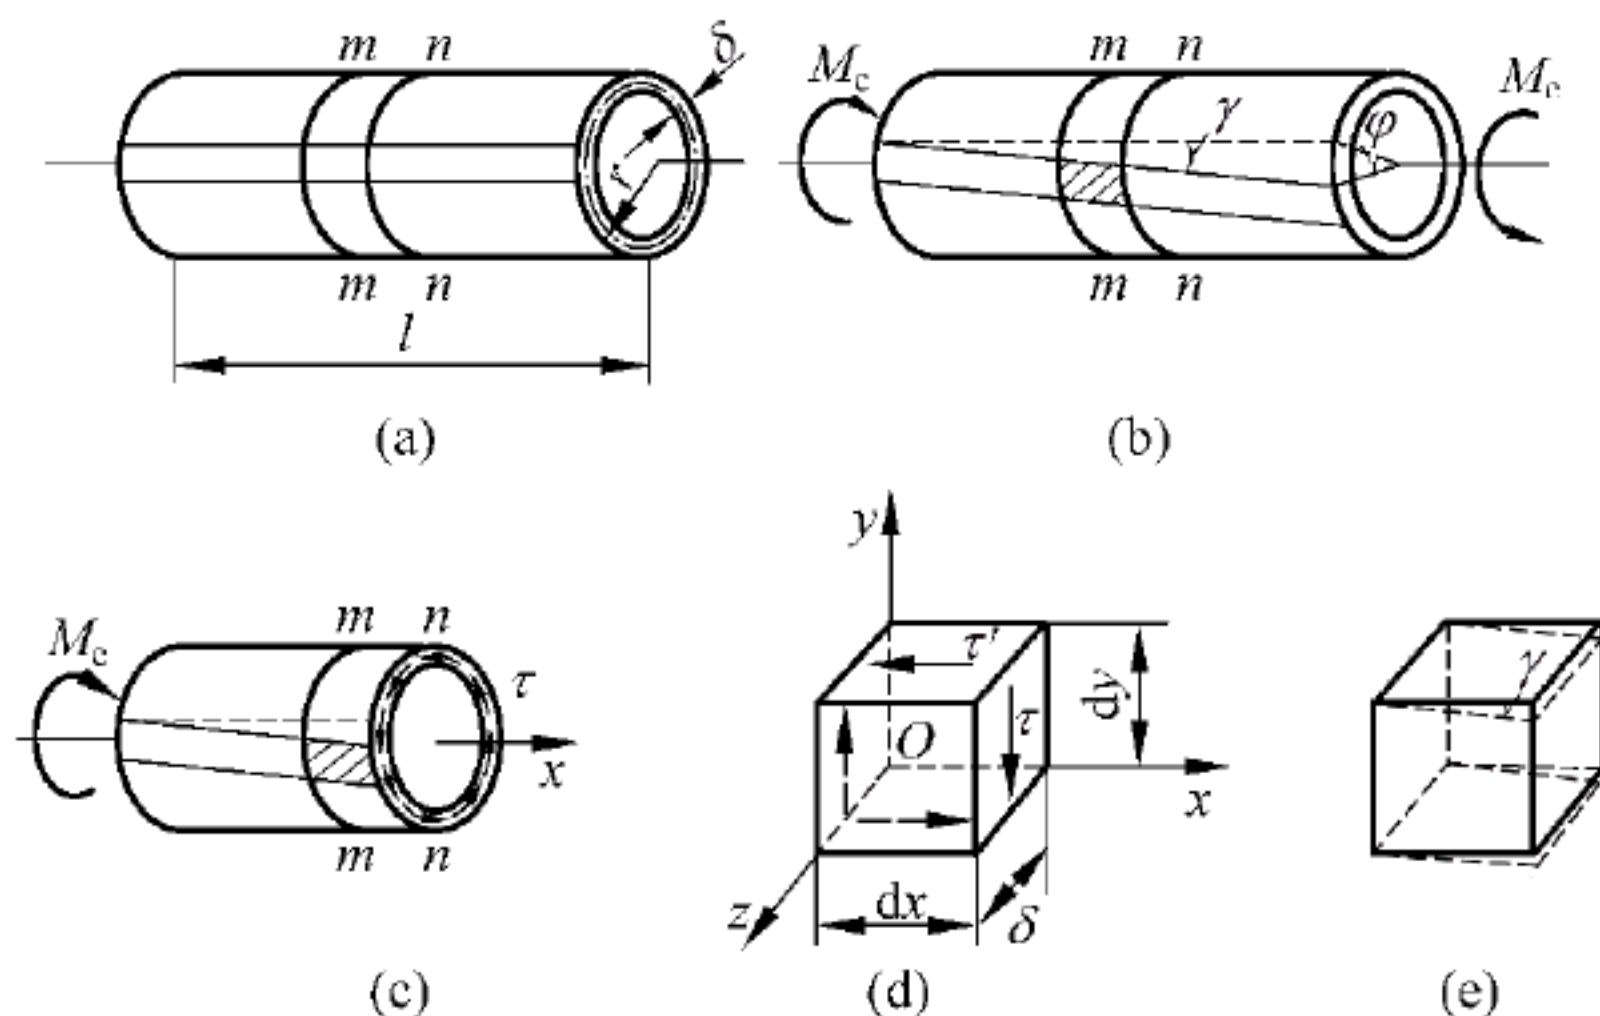 m n δ
r
m n
l
(a)
m n
M_e γ φ M_e
m n
(b)
m n
M_e τ
x
m n
(c)
y
τ′
O τ dy
x
z dx δ
(d)
γ
(e)